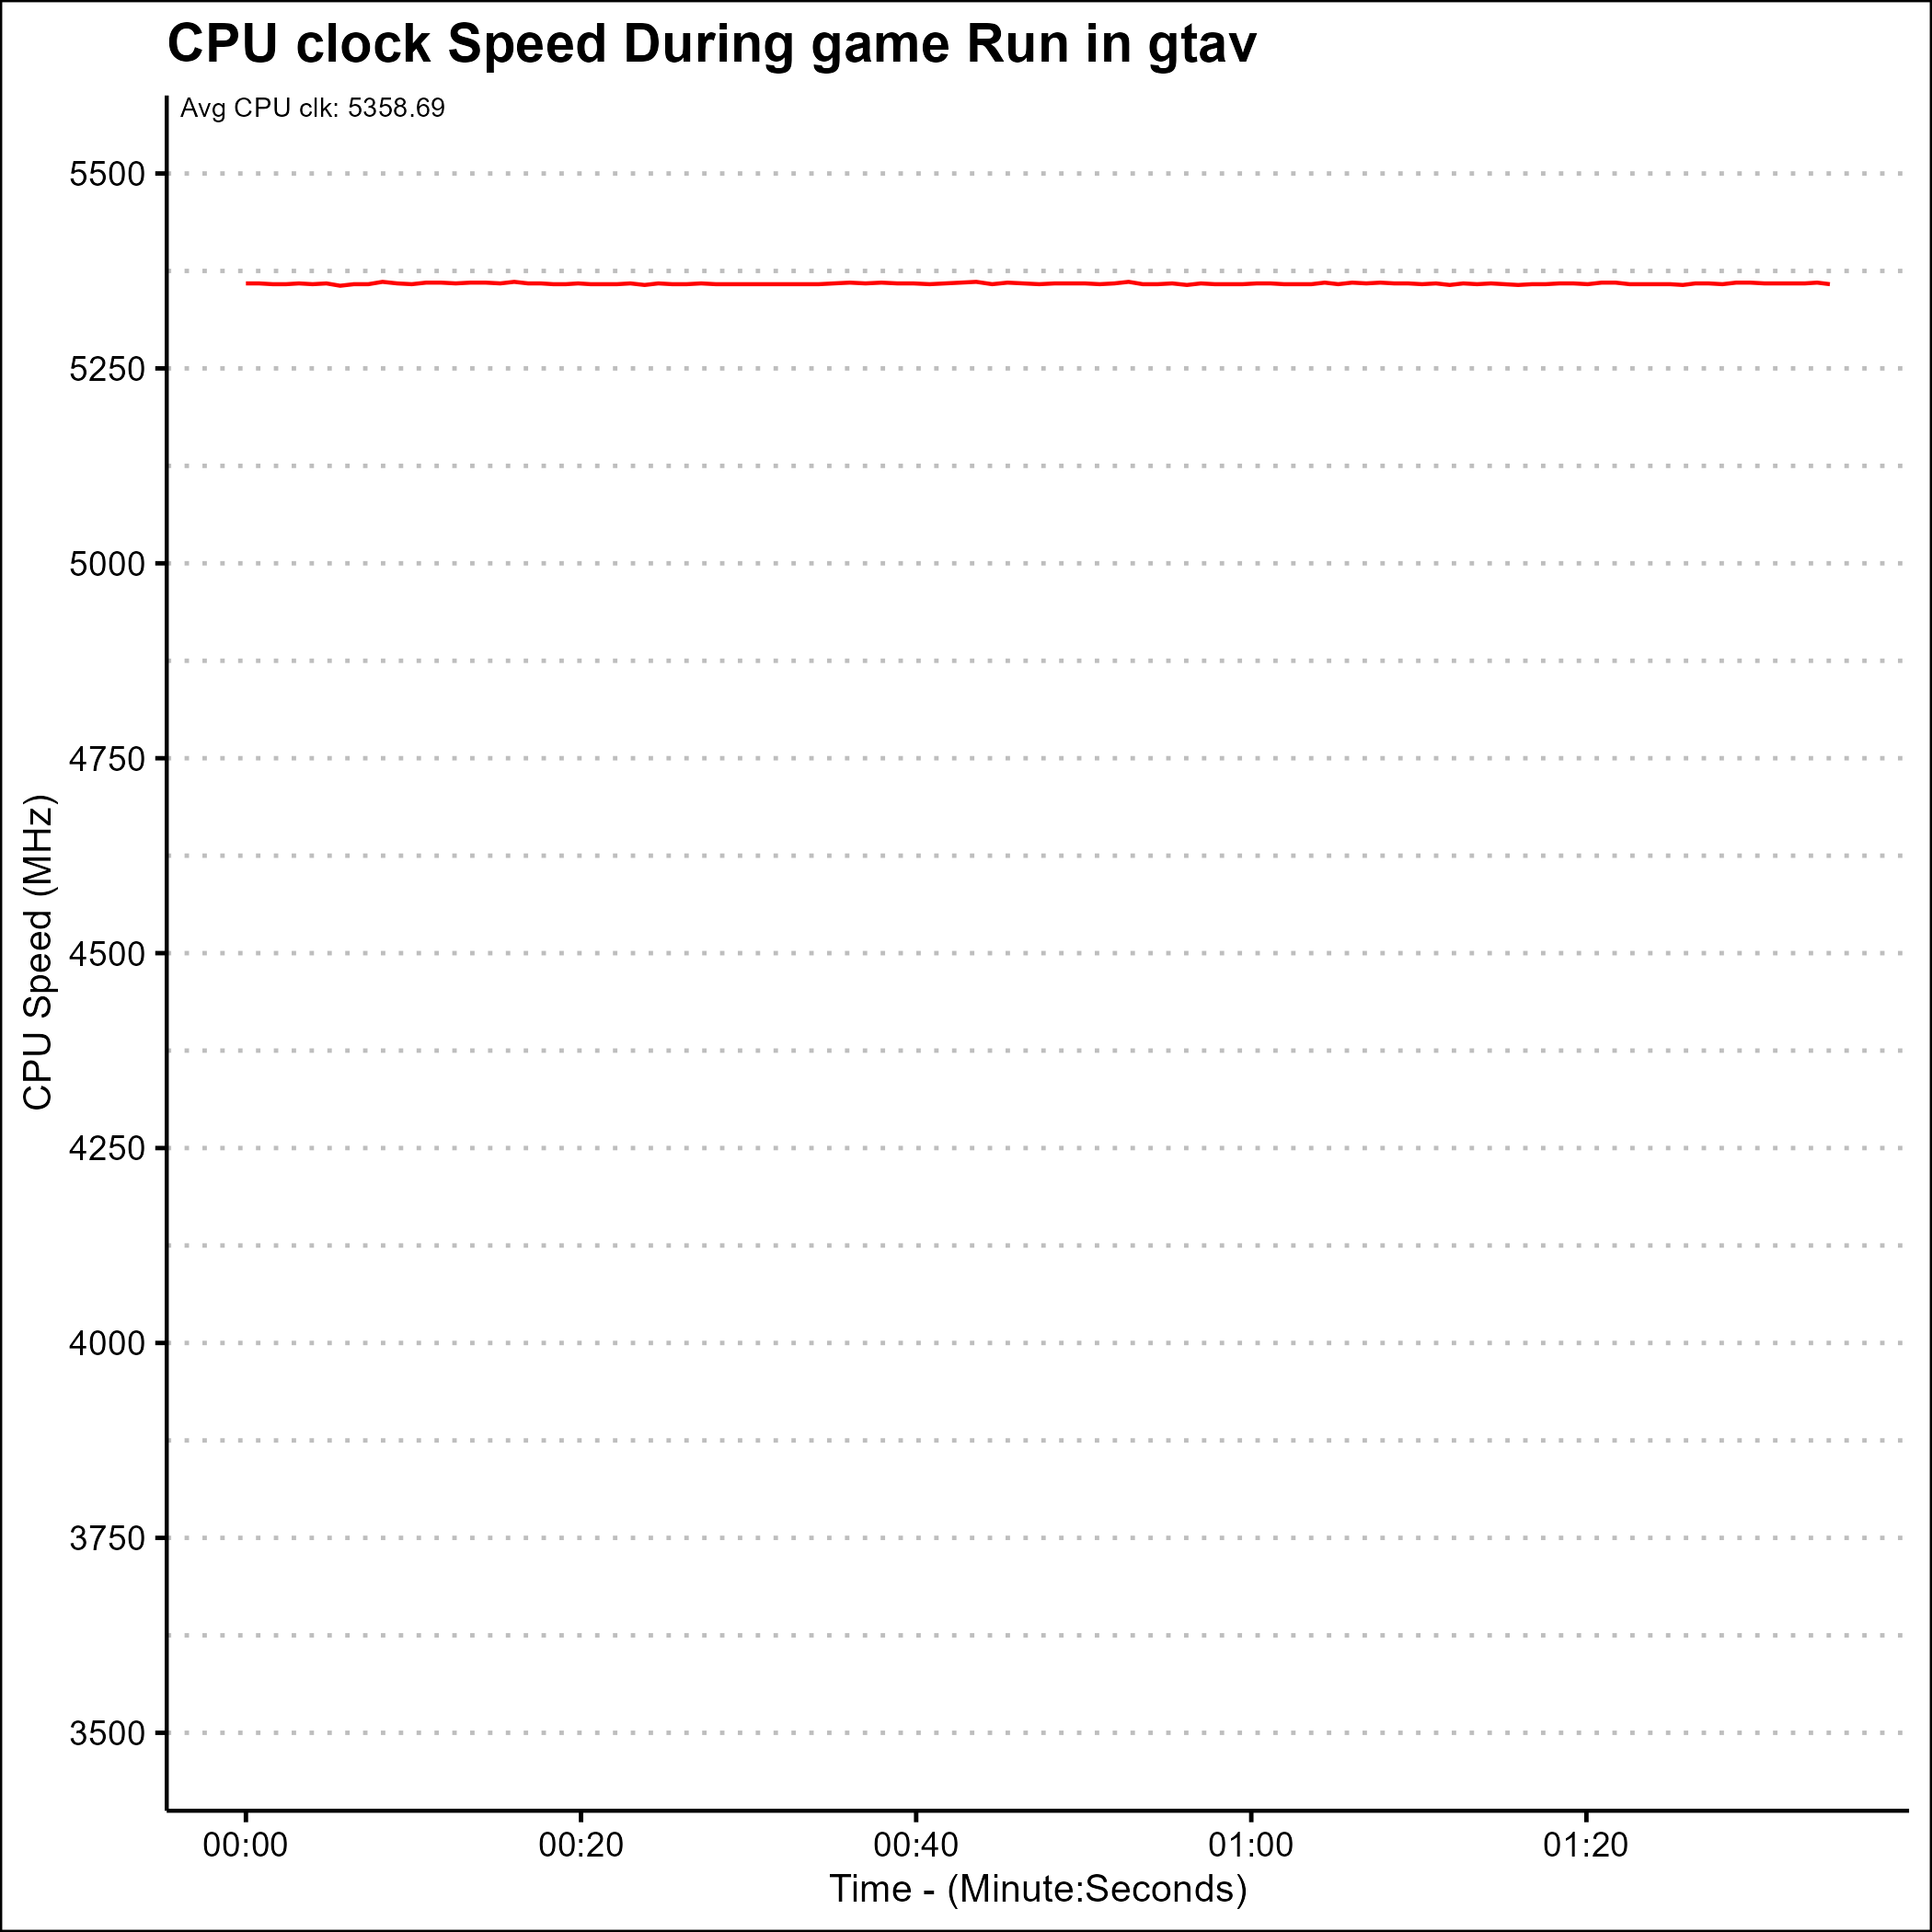 CPU clock Speed During game Run in gtav
Avg CPU clk: 5358.69
5500
5250
5000
4750
4500
4250
4000
3750
3500
CPU Speed (MHz)
00:00 00:20 00:40 01:00 01:20
Time - (Minute:Seconds)